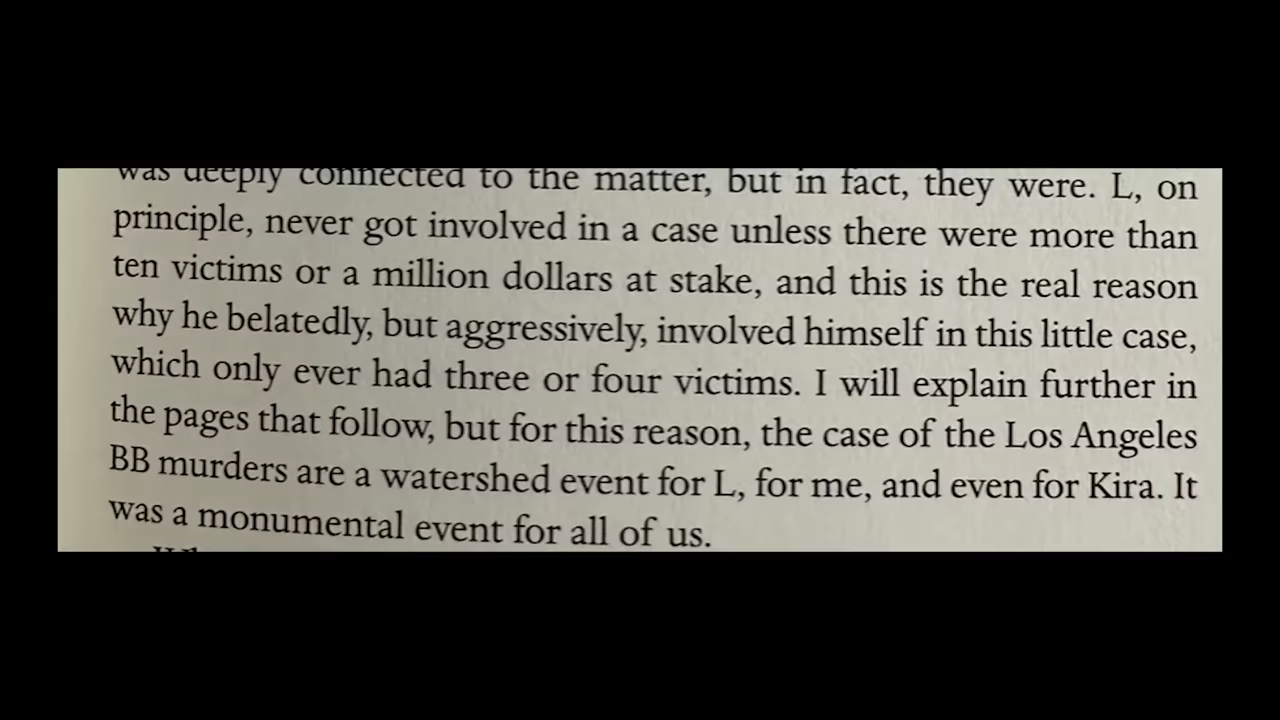 was deeply connected to the matter, but in fact, they were. L, on
principle, never got involved in a case unless there were more than
ten victims or a million dollars at stake, and this is the real reason
why he belatedly, but aggressively, involved himself in this little case,
which only ever had three or four victims. I will explain further in
the pages that follow, but for this reason, the case of the Los Angeles
BB murders are a watershed event for L, for me, and even for Kira. It
was a monumental event for all of us.